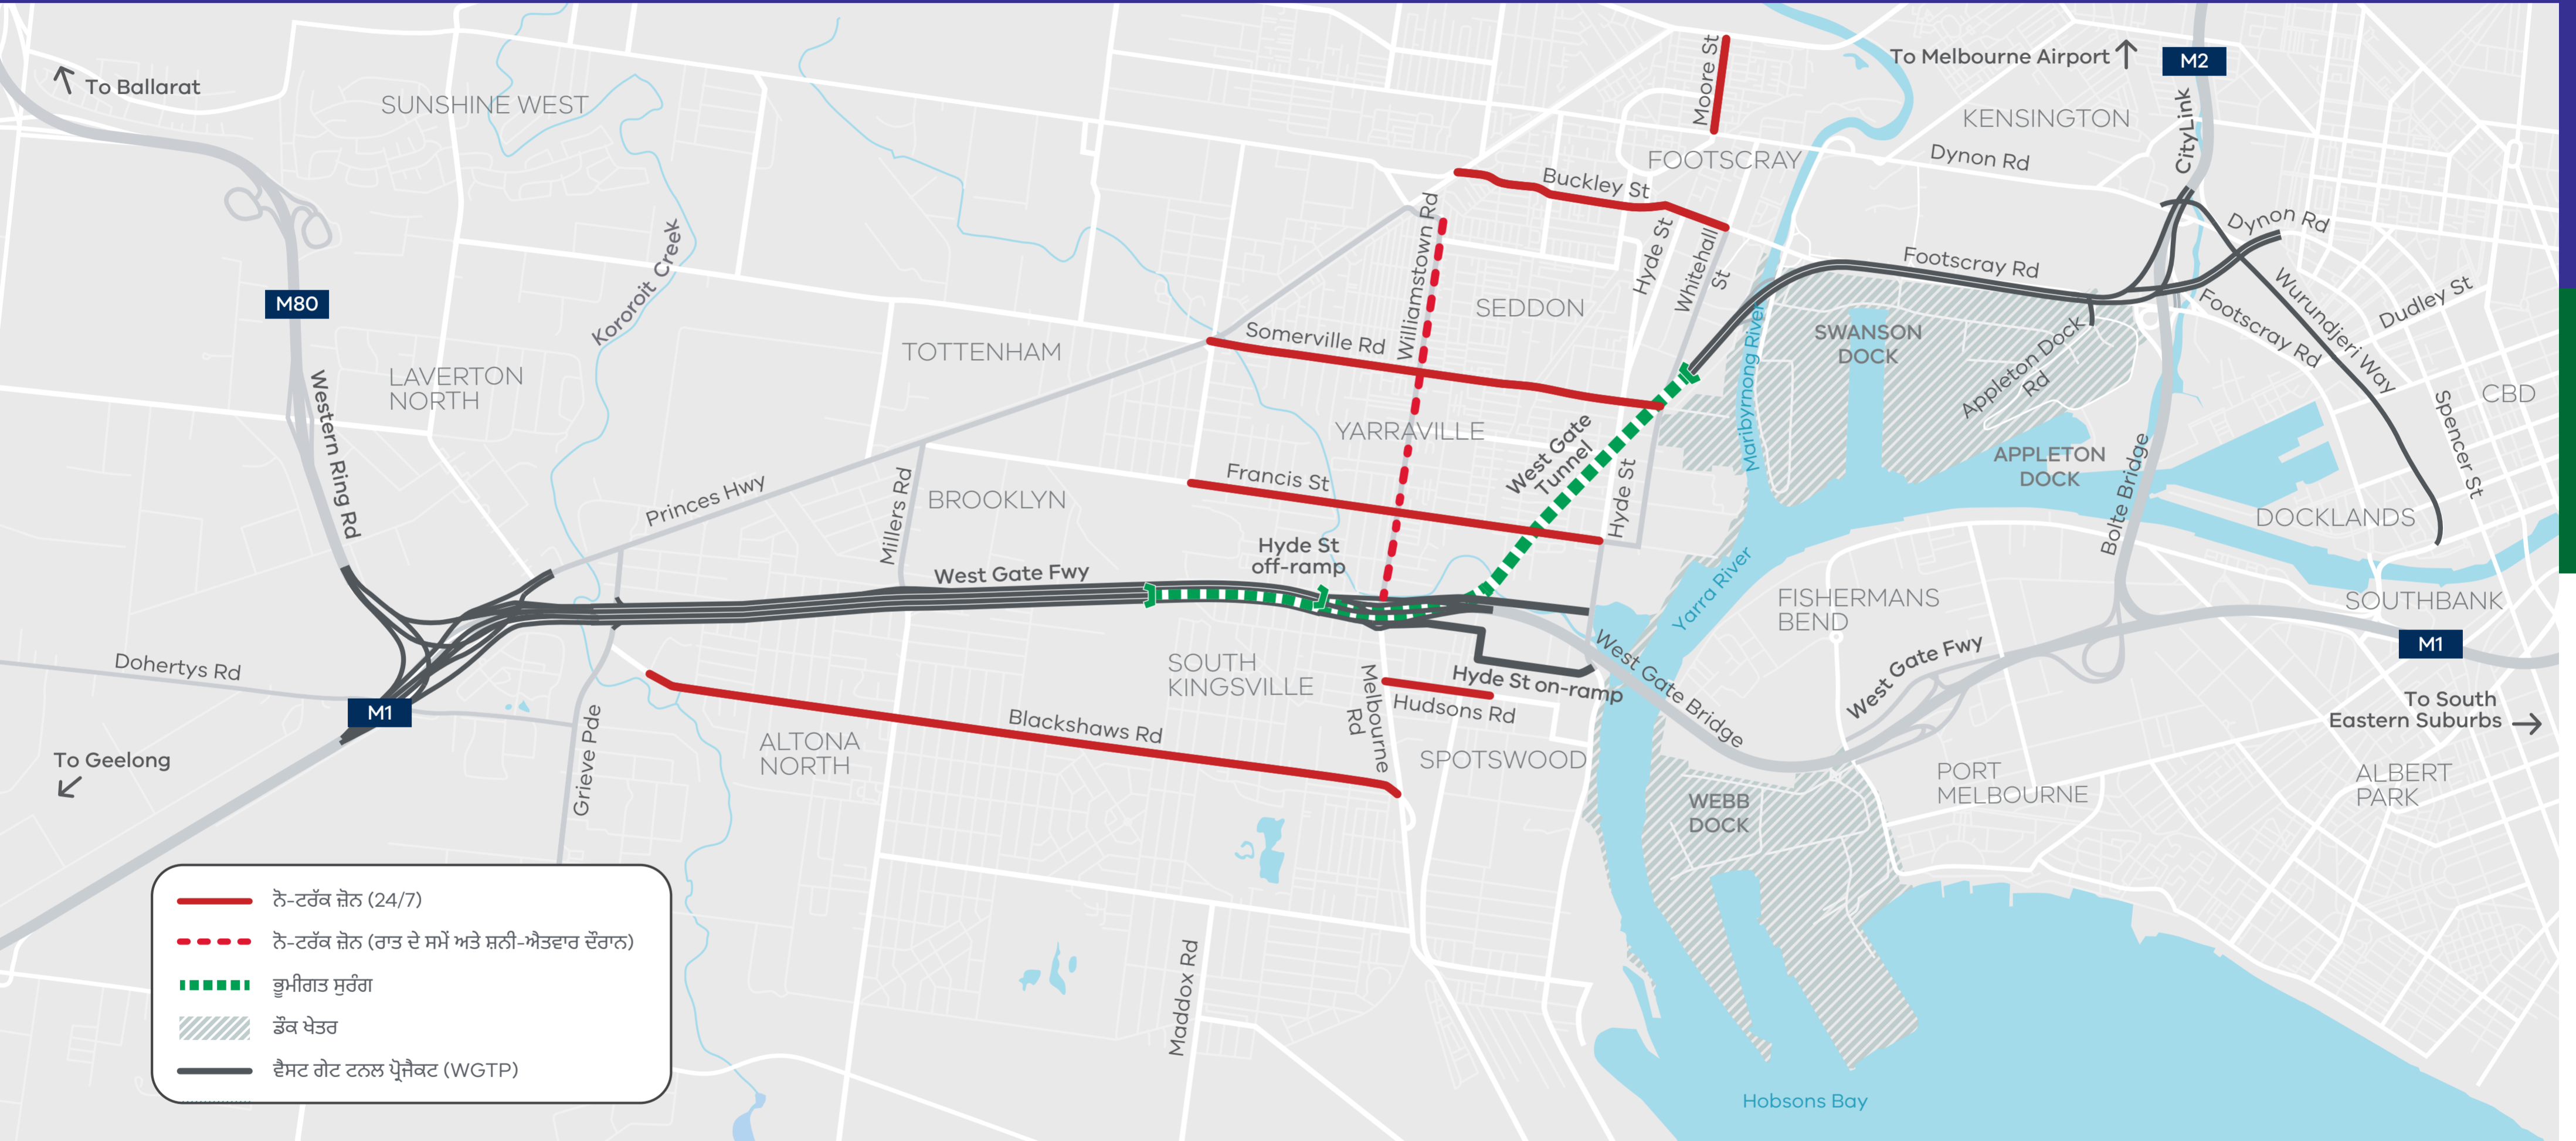 To Ballarat
SUNSHINE WEST
Kororoit Creek
M80
Western Ring Rd
LAVERTON
NORTH
TOTTENHAM
Princes Hwy
Millers Rd
BROOKLYN
Dohertys Rd
M1
To Geelong
Grieve Pde
ALTONA
NORTH
Blackshaws Rd
West Gate Fwy
Hyde St
off-ramp
SOUTH
KINGSVILLE
Melbourne
Rd
Hudsons Rd
Hyde St on-ramp
SPOTSWOOD
Maddox Rd
Moore St
FOOTSCRAY
Buckley St
Williamstown Rd
Hyde St
Whitehall
St
SEDDON
Somerville Rd
YARRAVILLE
Francis St
West Gate
Tunnel
Hyde St
Maribyrnong River
Yarra River
West Gate Bridge
To Melbourne Airport
M2
CityLink
KENSINGTON
Dynon Rd
Dynon Rd
Footscray Rd
Footscray Rd
Wurundjeri Way
Dudley St
Spencer St
CBD
SWANSON
DOCK
Appleton Dock
Rd
APPLETON
DOCK
Bolte Bridge
DOCKLANDS
SOUTHBANK
FISHERMANS
BEND
West Gate Fwy
M1
To South
Eastern Suburbs
PORT
MELBOURNE
ALBERT
PARK
WEBB
DOCK
Hobsons Bay
ਨੋ-ਟਰੱਕ ਜ਼ੋਨ (24/7)
ਨੋ-ਟਰੱਕ ਜ਼ੋਨ (ਰਾਤ ਦੇ ਸਮੇਂ ਅਤੇ ਸ਼ਨੀ-ਐਤਵਾਰ ਦੌਰਾਨ)
ਭੂਮੀਗਤ ਸੁਰੰਗ
ਡੌਕ ਖੇਤਰ
ਵੈਸਟ ਗੇਟ ਟਨਲ ਪ੍ਰੋਜੈਕਟ (WGTP)